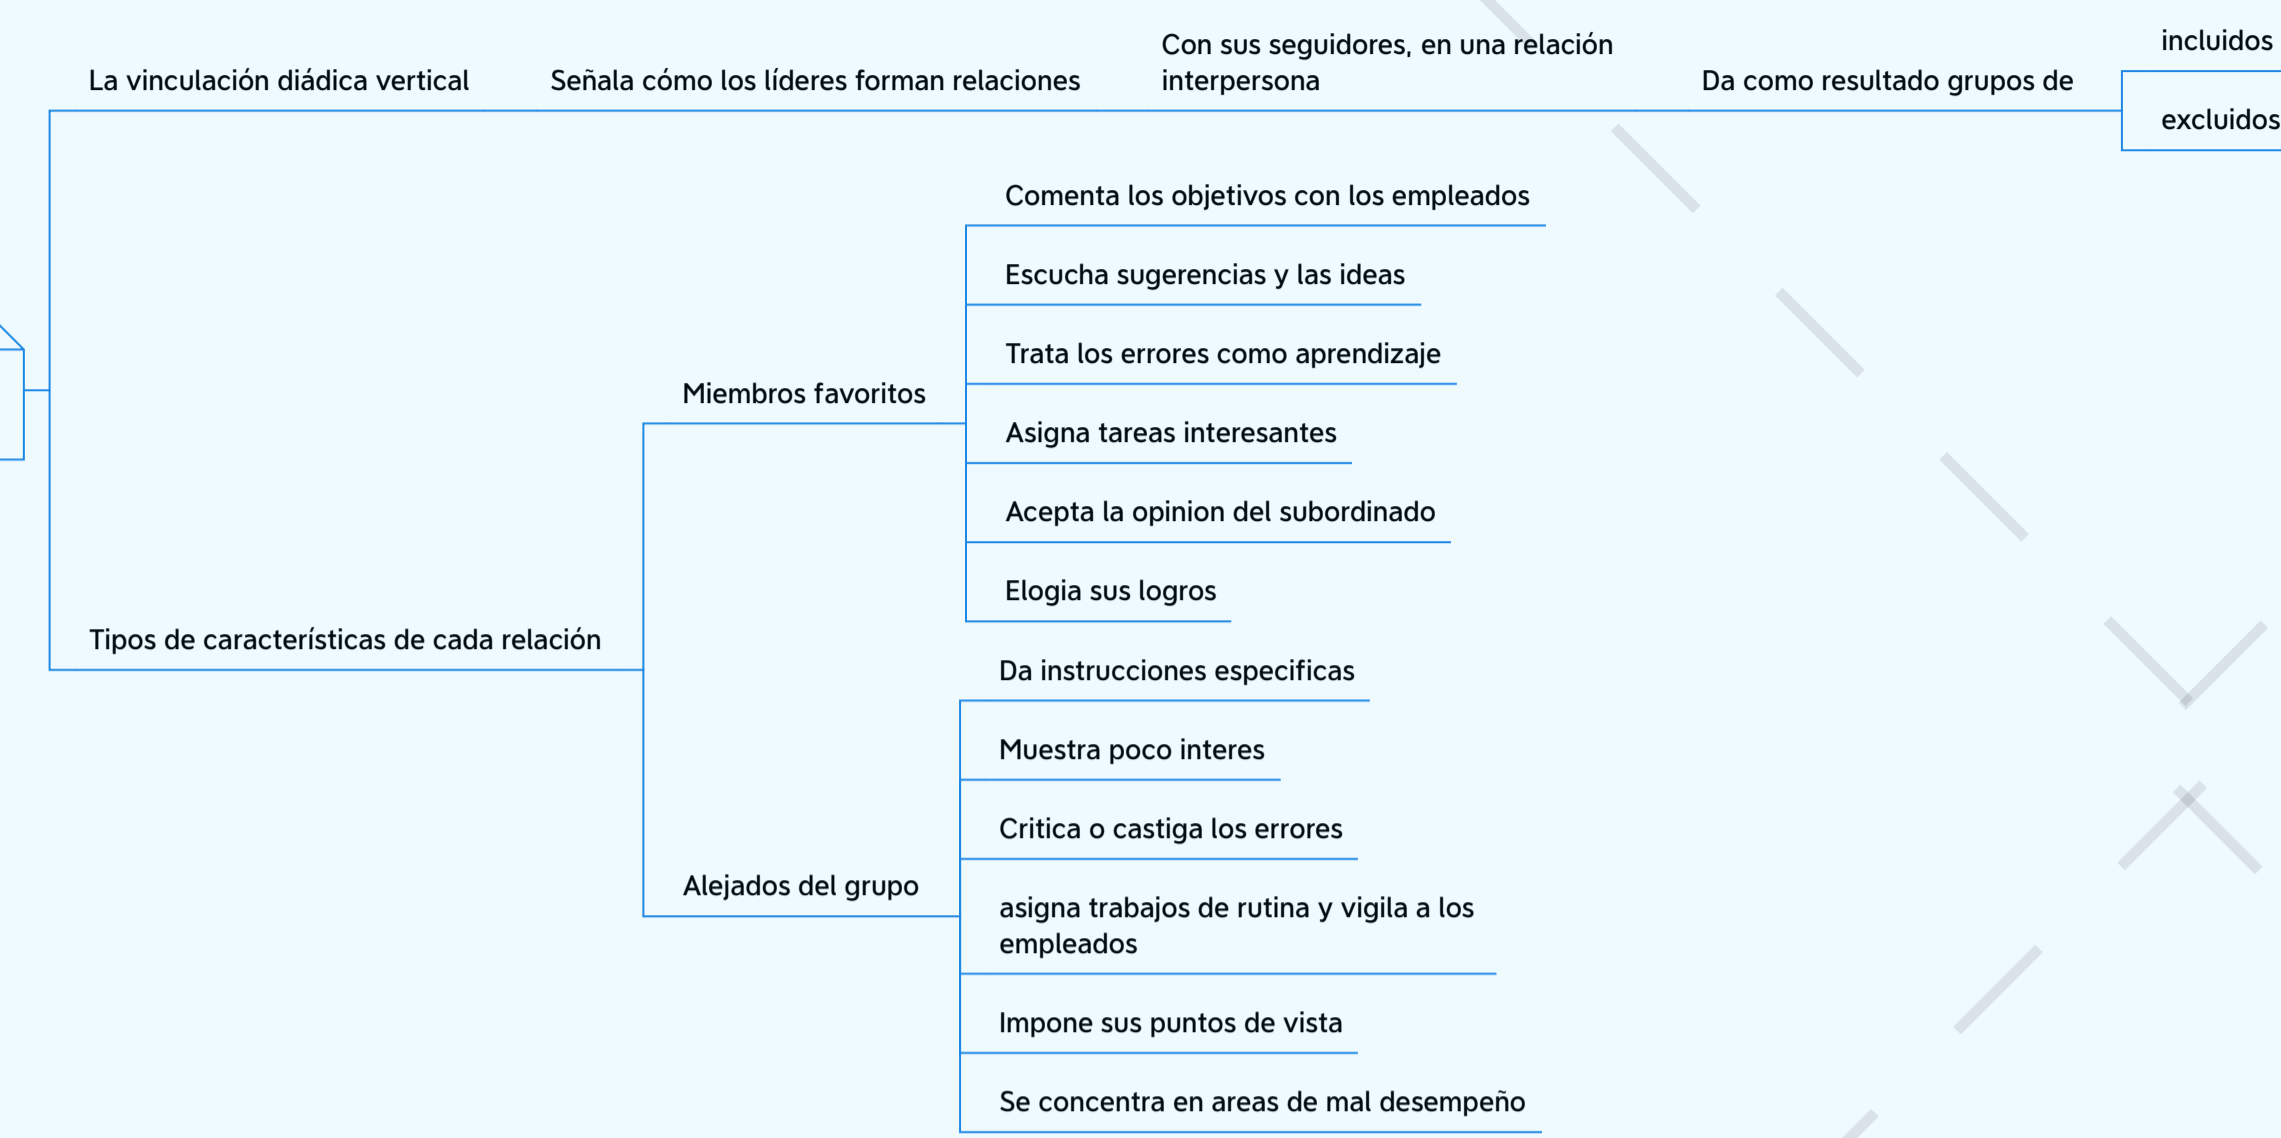 La vinculación diádica vertical
Señala cómo los líderes forman relaciones
Con sus seguidores, en una relación
interpersona
Da como resultado grupos de
incluidos
excluidos
Tipos de características de cada relación
Miembros favoritos
Comenta los objetivos con los empleados
Escucha sugerencias y las ideas
Trata los errores como aprendizaje
Asigna tareas interesantes
Acepta la opinion del subordinado
Elogia sus logros
Alejados del grupo
Da instrucciones especificas
Muestra poco interes
Critica o castiga los errores
asigna trabajos de rutina y vigila a los
empleados
Impone sus puntos de vista
Se concentra en areas de mal desempeño